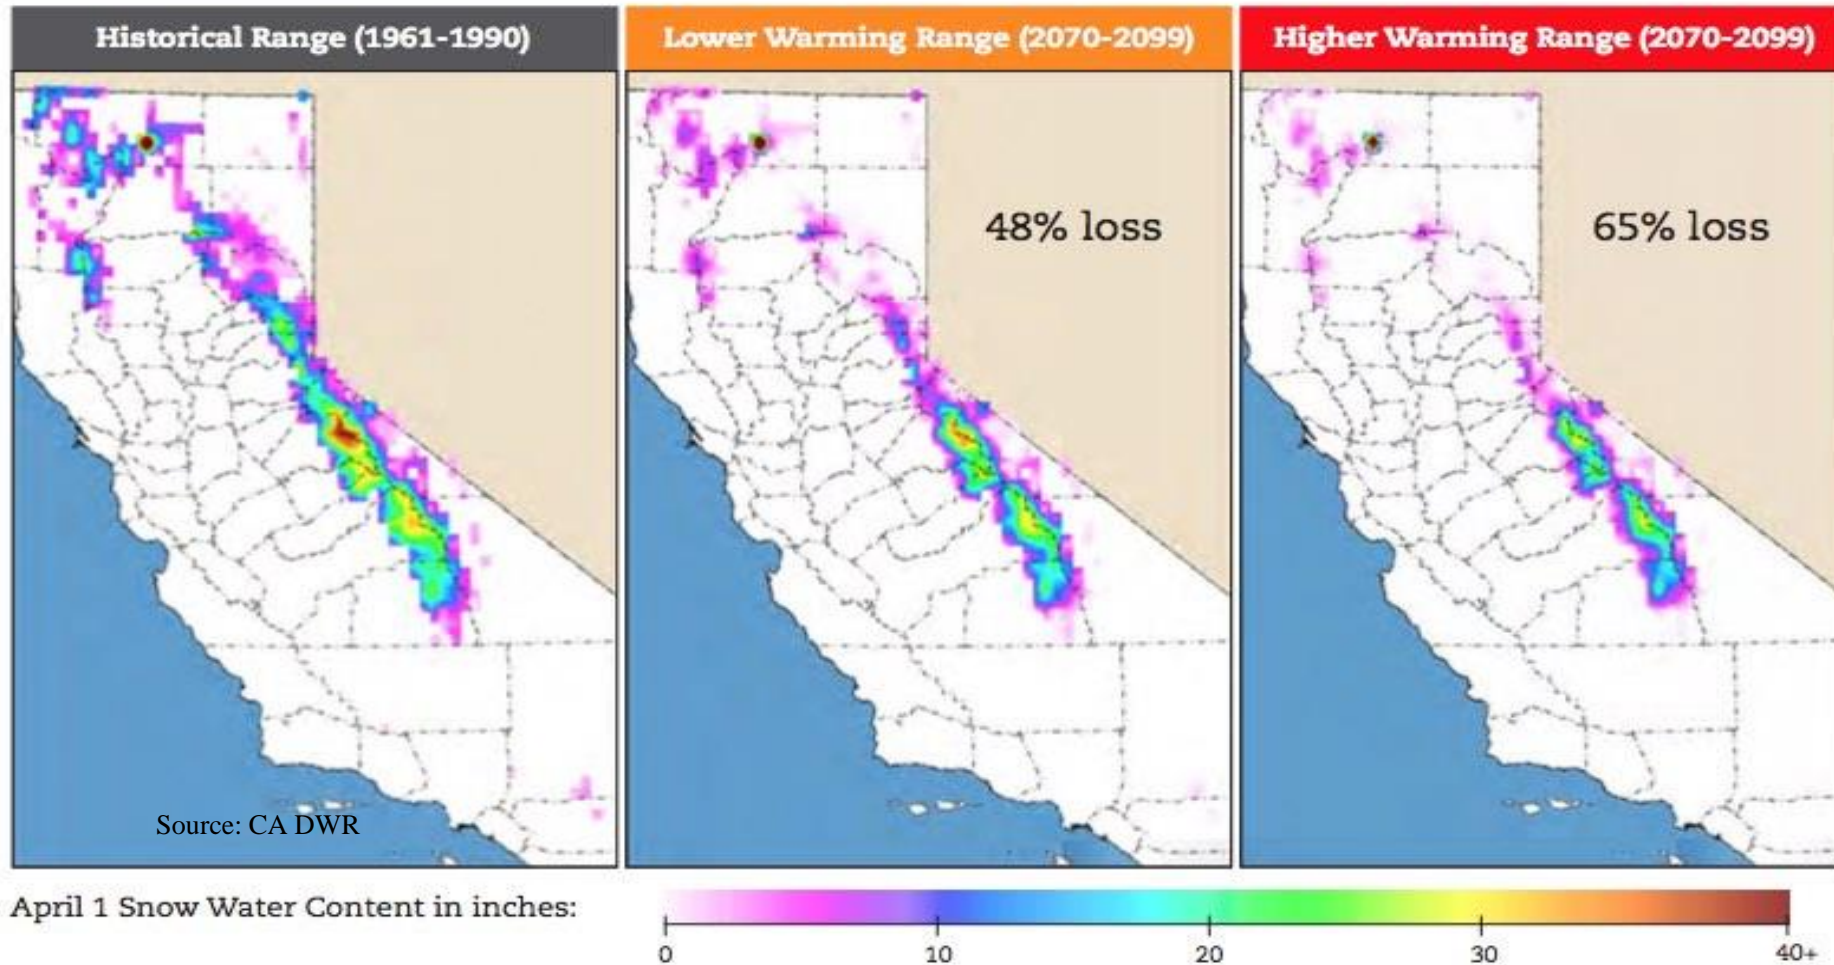 Historical Range (1961-1990)
Lower Warming Range (2070-2099)
Higher Warming Range (2070-2099)
48% loss
65% loss
Source: CA DWR
April 1 Snow Water Content in inches:
0
10
20
30
40+